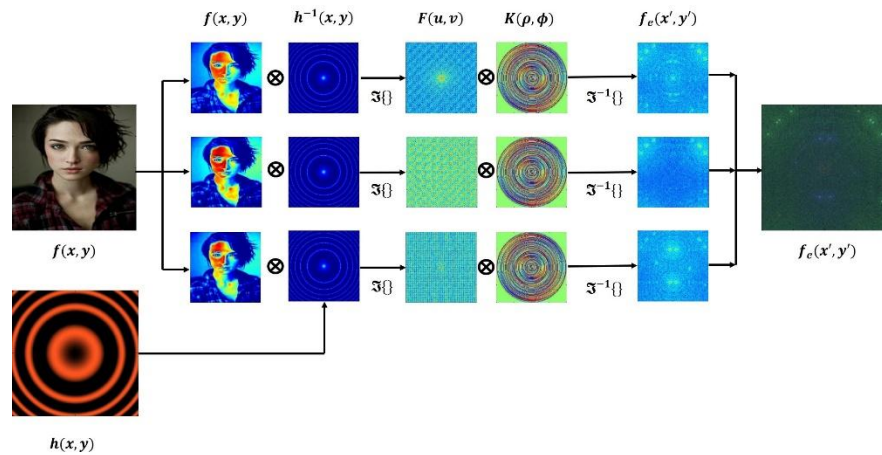 f(x, y) h⁻¹(x, y) F(u, v) K(ρ, ϕ) fₑ(x′, y′)
⊗ 𝕴{} ⊗ 𝕴⁻¹{}
⊗ 𝕴{} ⊗ 𝕴⁻¹{}
f(x, y) fₑ(x′, y′)
⊗ 𝕴{} ⊗ 𝕴⁻¹{}
h(x, y)